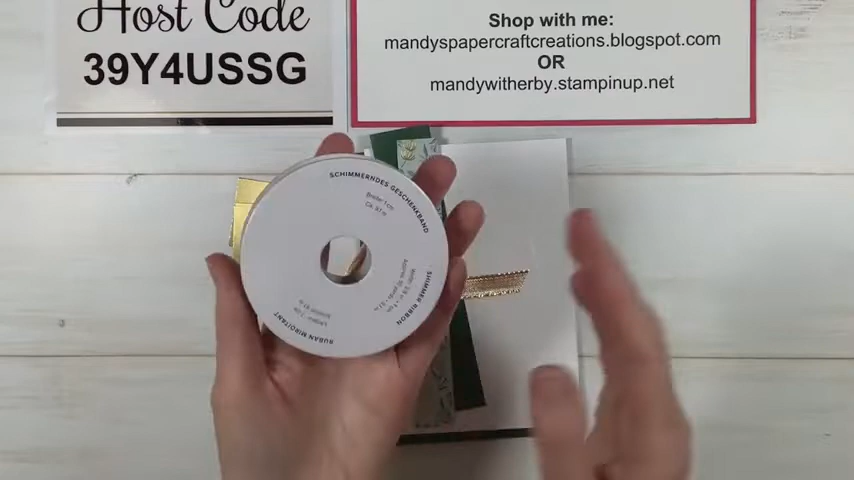 Host Code
39Y4USSG
Shop with me:
mandyspapercraftcreations.blogspot.com
OR
mandywitherby.stampinup.net
SCHIMMERNDES GESCHENKBAND
SHIMMER RIBBON
RUBAN MIROITANT